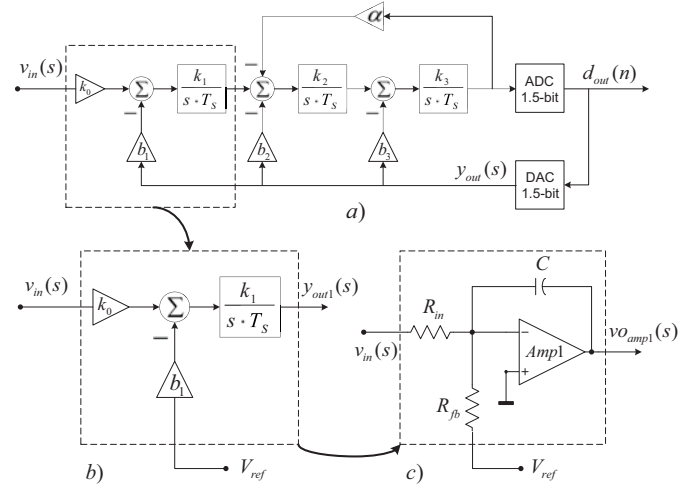 α
v_in(s) k_0 Σ k_1 / s · T_S Σ k_2 / s · T_S Σ k_3 / s · T_S ADC 1.5-bit d_out(n)
b_1 b_2 b_3 y_out(s) DAC 1.5-bit
a)
v_in(s) k_0 Σ k_1 / s · T_S y_out1(s)
b_1
b) V_ref
C
R_in
v_in(s) − + Amp1 vo_amp1(s)
R_fb
c) V_ref